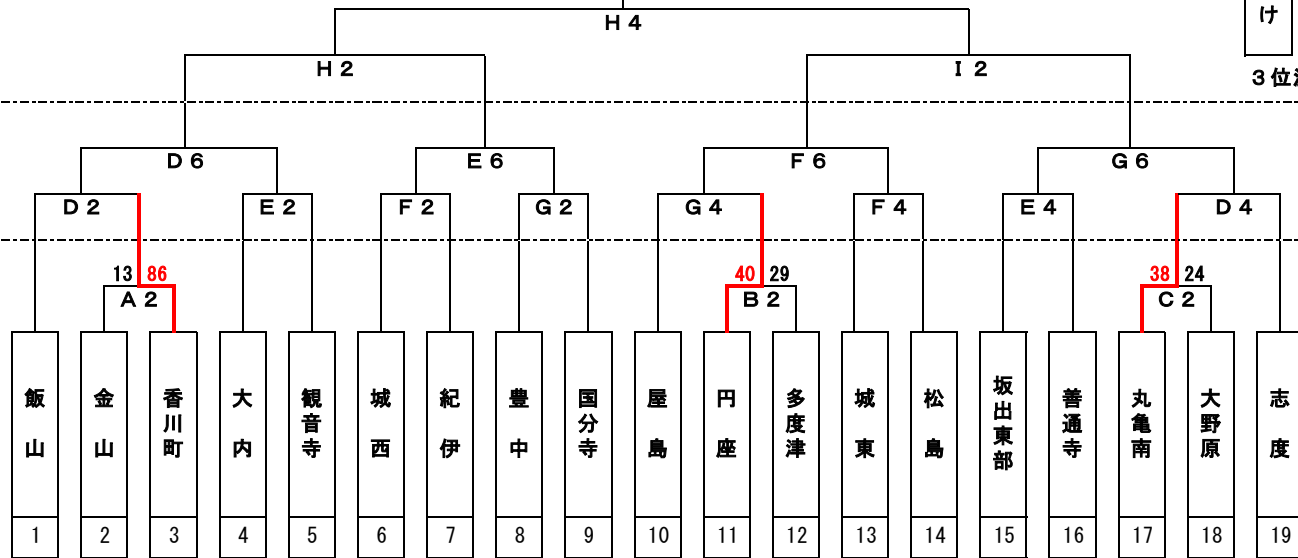 Ｈ４
け
Ｈ２
Ｉ２
３位
Ｄ６
Ｅ６
Ｆ６
Ｇ６
Ｄ２
Ｅ２
Ｆ２
Ｇ２
Ｇ４
Ｆ４
Ｅ４
Ｄ４
13 86
40 29
38 24
Ａ２
Ｂ２
Ｃ２
飯山
金山
香川町
大内
観音寺
城西
紀伊
豊中
国分寺
屋島
円座
多度津
城東
松島
坂出東部
善通寺
丸亀南
大野原
志度
1 2 3 4 5 6 7 8 9 10 11 12 13 14 15 16 17 18 19